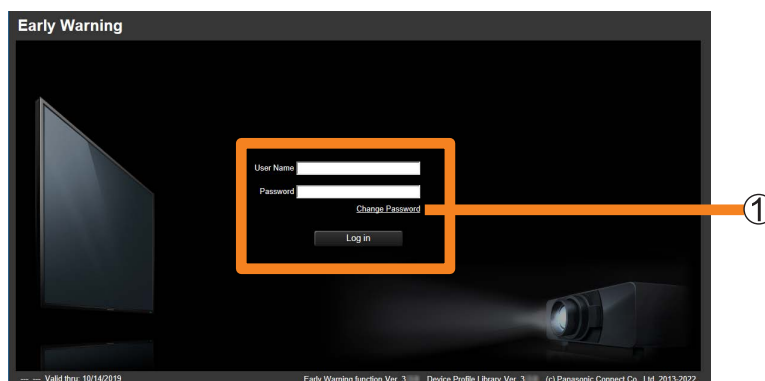 Early Warning
User Name
Password
Change Password
Log in
①
--- --- Valid thru: 10/14/2019 Early Warning function Ver. 3 Device Profile Library Ver. 3 (c) Panasonic Connect Co., Ltd. 2013-2022